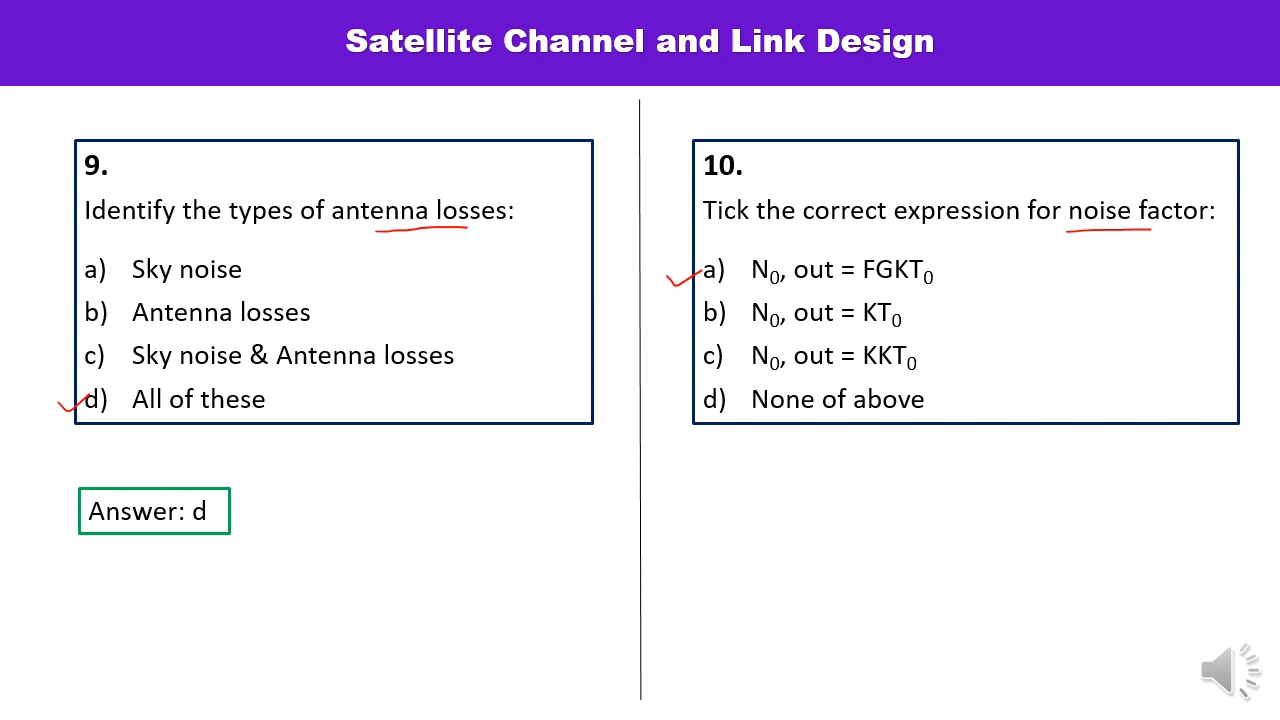 Satellite Channel and Link Design
9.
Identify the types of antenna losses:
a) Sky noise
b) Antenna losses
c) Sky noise & Antenna losses
d) All of these
Answer: d
10.
Tick the correct expression for noise factor:
a) N₀, out = FGKT₀
b) N₀, out = KT₀
c) N₀, out = KKT₀
d) None of above